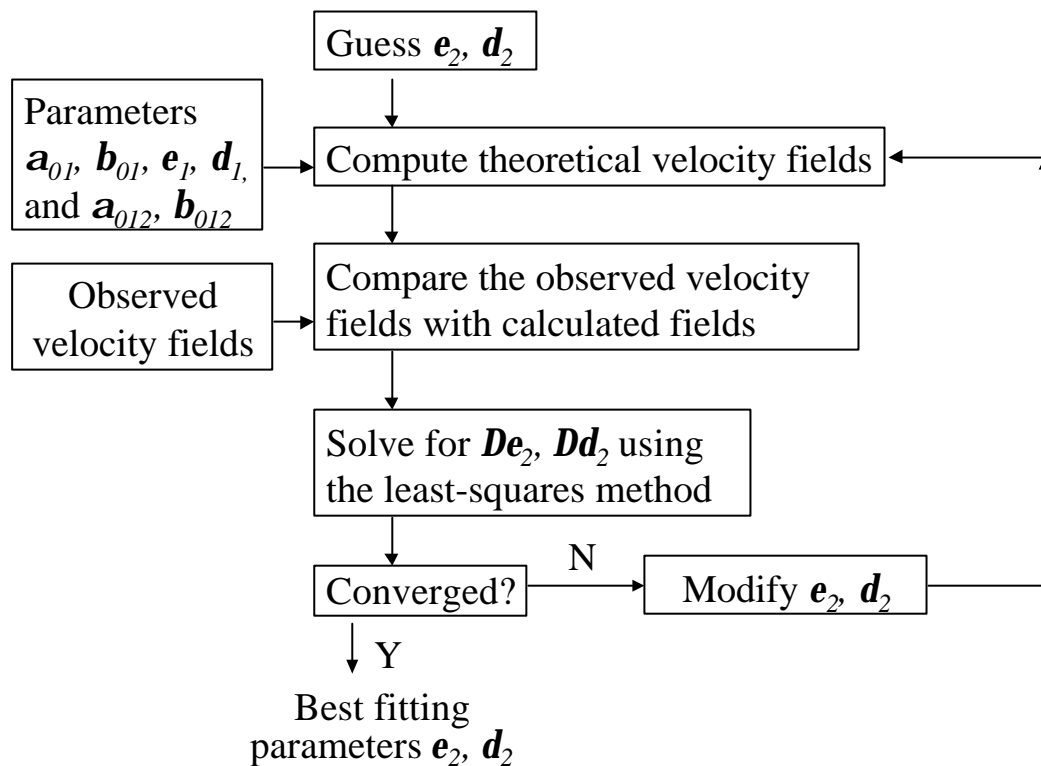 Guess e2, d2
Parameters
a01, b01, e1, d1,
and a012, b012
Compute theoretical velocity fields
Observed
velocity fields
Compare the observed velocity
fields with calculated fields
Solve for De2, Dd2 using
the least-squares method
Converged?
N
Modify e2, d2
Y
Best fitting
parameters e2, d2